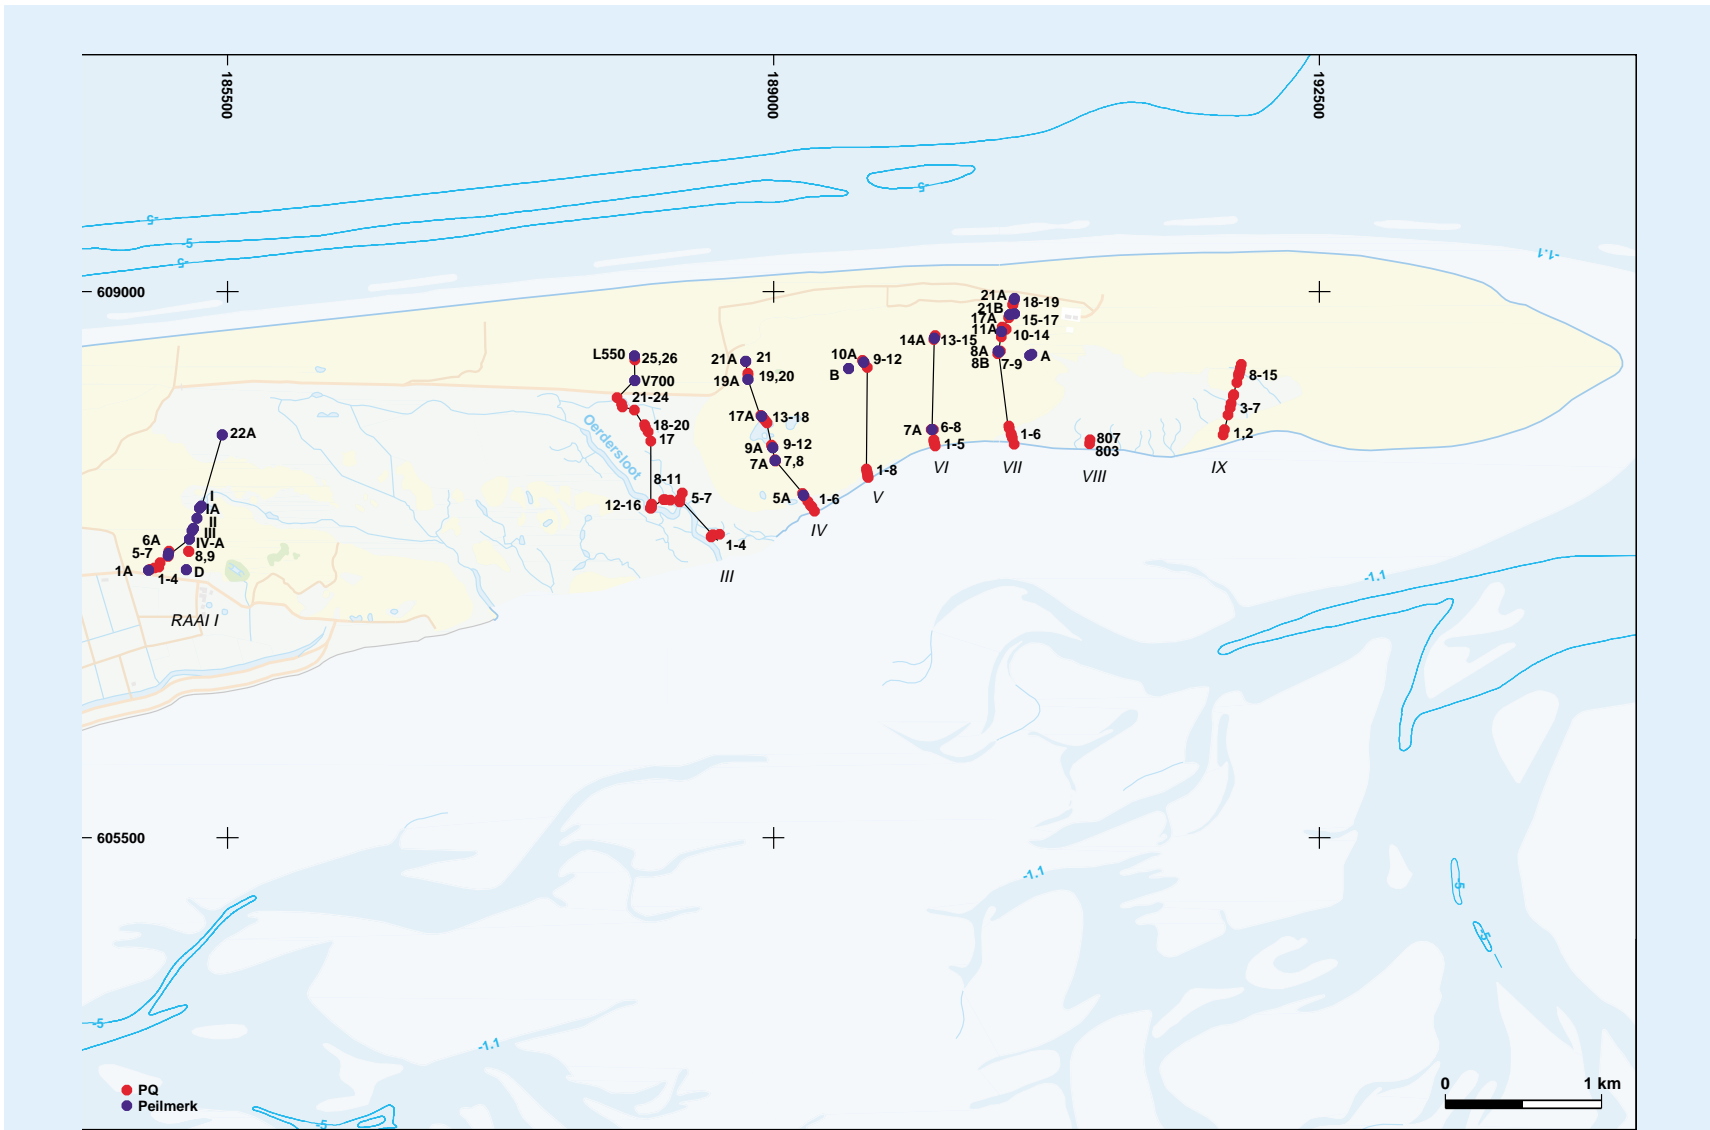 185500
189000
192500
-5
-5
-5
-5
-1.1
609000
21A
18-19
21B
17A
15-17
11A
10-14
14A
13-15
8A
8B
7-9
A
L550
25,26
21A
21
10A
9-12
B
V700
19A
19,20
8-15
21-24
17A
13-18
3-7
Oerdersloot
18-20
17
22A
9A
9-12
7A
6-8
1-5
1-6
807
803
1,2
7A
7,8
VI
VII
VIII
IX
8-11
1-8
V
I
IA
12-16
5-7
5A
1-6
IV
II
III
6A
IV-A
5-7
8,9
1-4
1A
1-4
D
III
RAAI I
-1.1
605500
-1.1
-5
-5
-5
-1.1
-5
PQ
Peilmerk
0
1 km